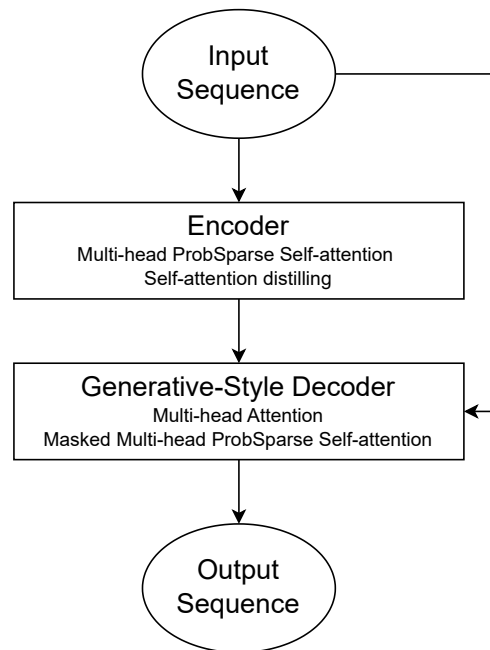 Input
Sequence
Encoder
Multi-head ProbSparse Self-attention
Self-attention distilling
Generative-Style Decoder
Multi-head Attention
Masked Multi-head ProbSparse Self-attention
Output
Sequence